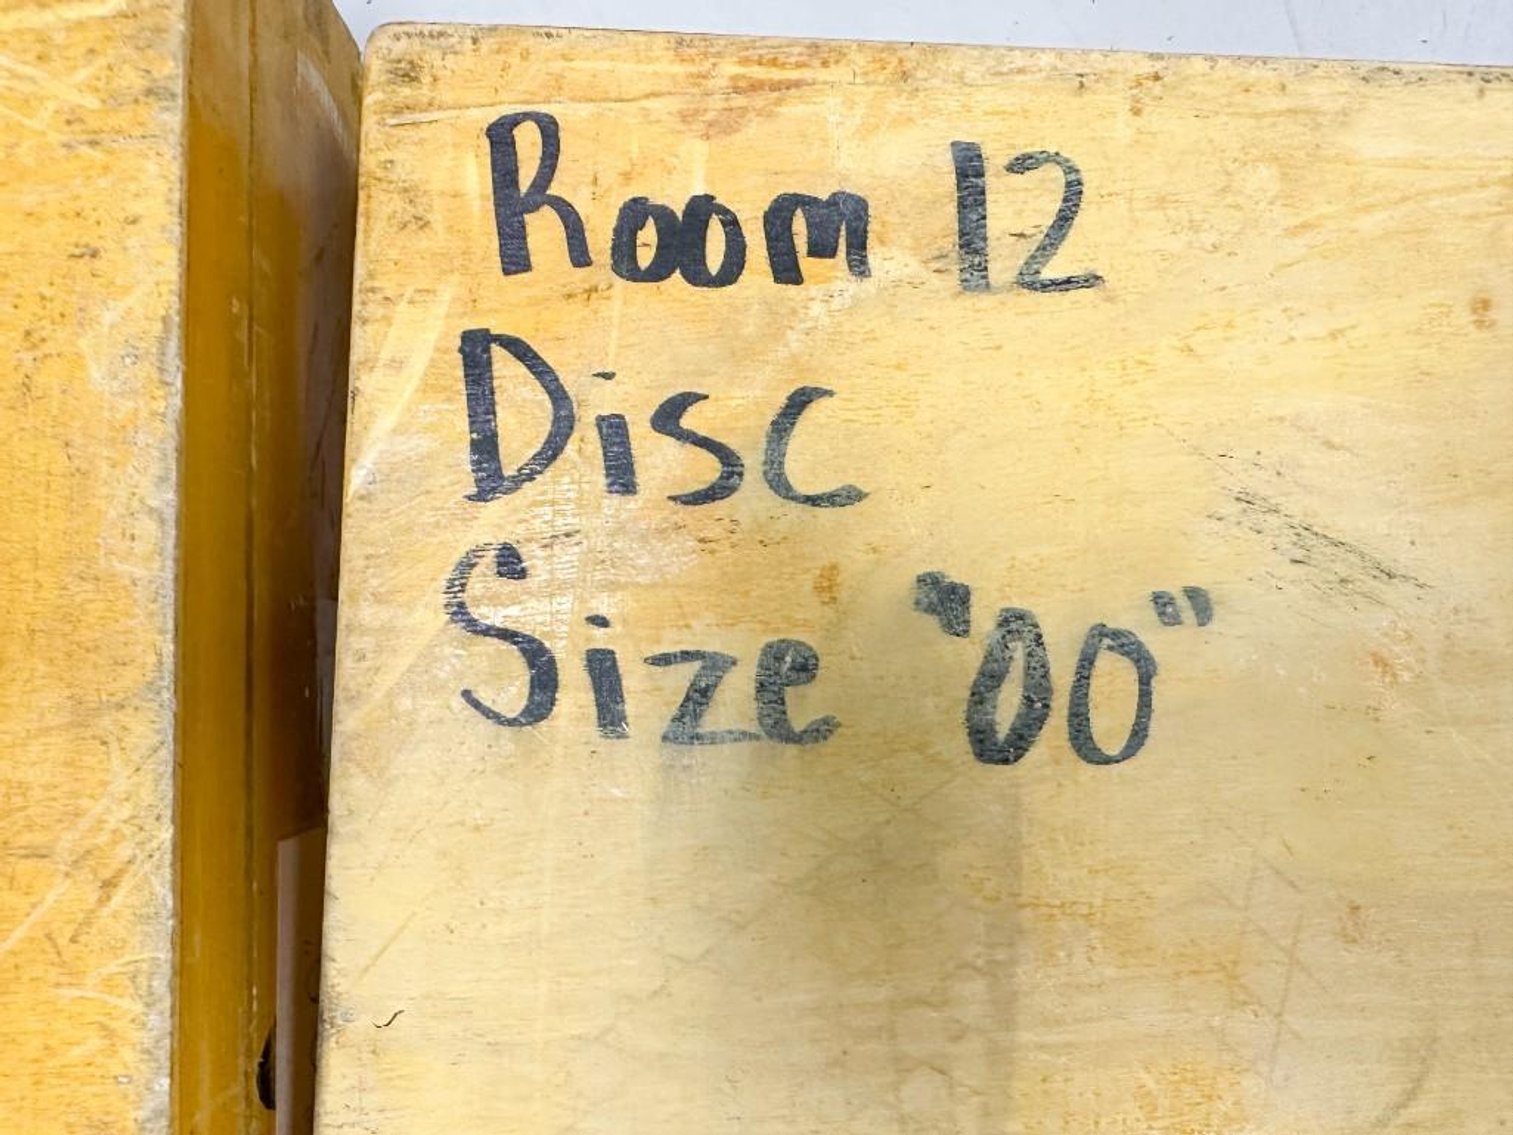 Room 12
Disc
Size "00"